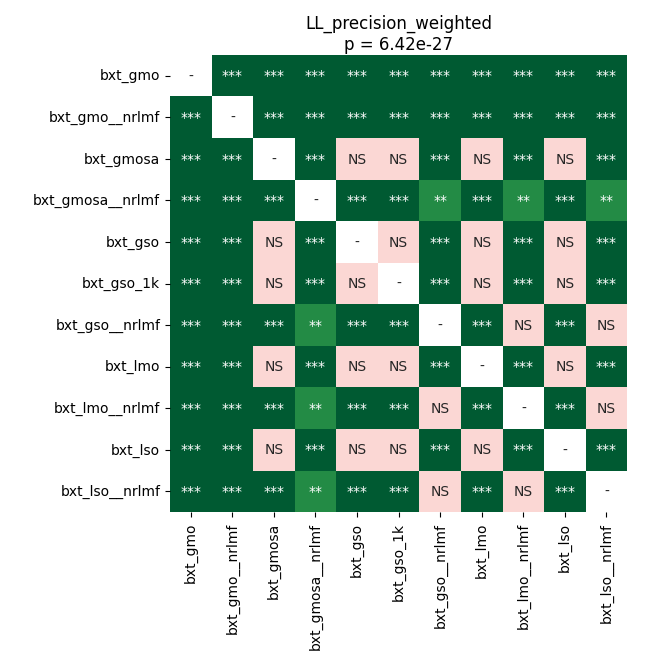 LL_precision_weighted
p = 6.42e-27
bxt_gmo - *** *** *** *** *** *** *** *** *** ***
bxt_gmo__nrlmf *** - *** *** *** *** *** *** *** *** ***
bxt_gmosa *** *** - *** NS NS *** NS *** NS ***
bxt_gmosa__nrlmf *** *** *** - *** *** ** *** ** *** **
bxt_gso *** *** NS *** - NS *** NS *** NS ***
bxt_gso_1k *** *** NS *** NS - *** NS *** NS ***
bxt_gso__nrlmf *** *** *** ** *** *** - *** NS *** NS
bxt_lmo *** *** NS *** NS NS *** - *** NS ***
bxt_lmo__nrlmf *** *** *** ** *** *** NS *** - *** NS
bxt_lso *** *** NS *** NS NS *** NS *** - ***
bxt_lso__nrlmf *** *** *** ** *** *** NS *** NS *** -
bxt_gmo
bxt_gmo__nrlmf
bxt_gmosa
bxt_gmosa__nrlmf
bxt_gso
bxt_gso_1k
bxt_gso__nrlmf
bxt_lmo
bxt_lmo__nrlmf
bxt_lso
bxt_lso__nrlmf